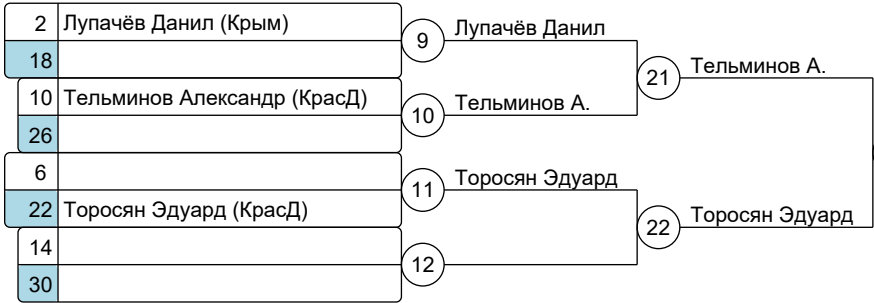 2 Лупачёв Данил (Крым)
18
9 Лупачёв Данил
10 Тельминов Александр (КрасД)
26
10 Тельминов А.
21 Тельминов А.
6
22 Торосян Эдуард (КрасД)
11 Торосян Эдуард
14
30
12
22 Торосян Эдуард